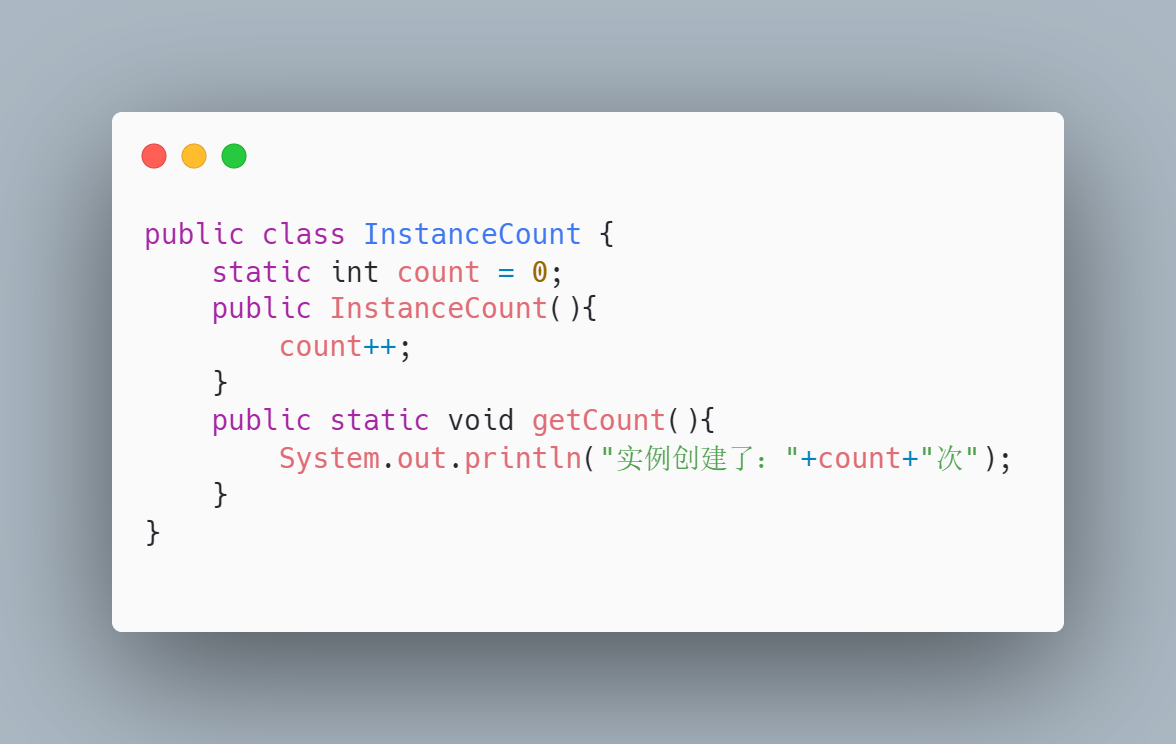 public class InstanceCount {
    static int count = 0;
    public InstanceCount(){
        count++;
    }
    public static void getCount(){
        System.out.println("实例创建了："+count+"次");
    }
}